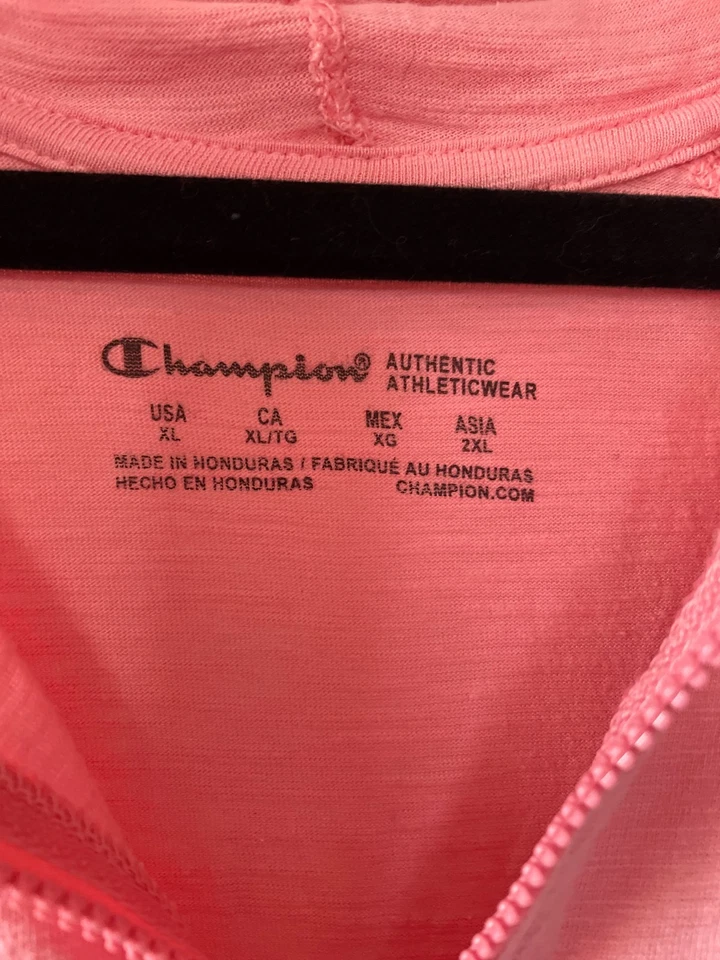 Champion® AUTHENTIC ATHLETICWEAR
USA CA MEX ASIA
XL XL/TG XG 2XL
MADE IN HONDURAS / FABRIQUÉ AU HONDURAS
HECHO EN HONDURAS CHAMPION.COM